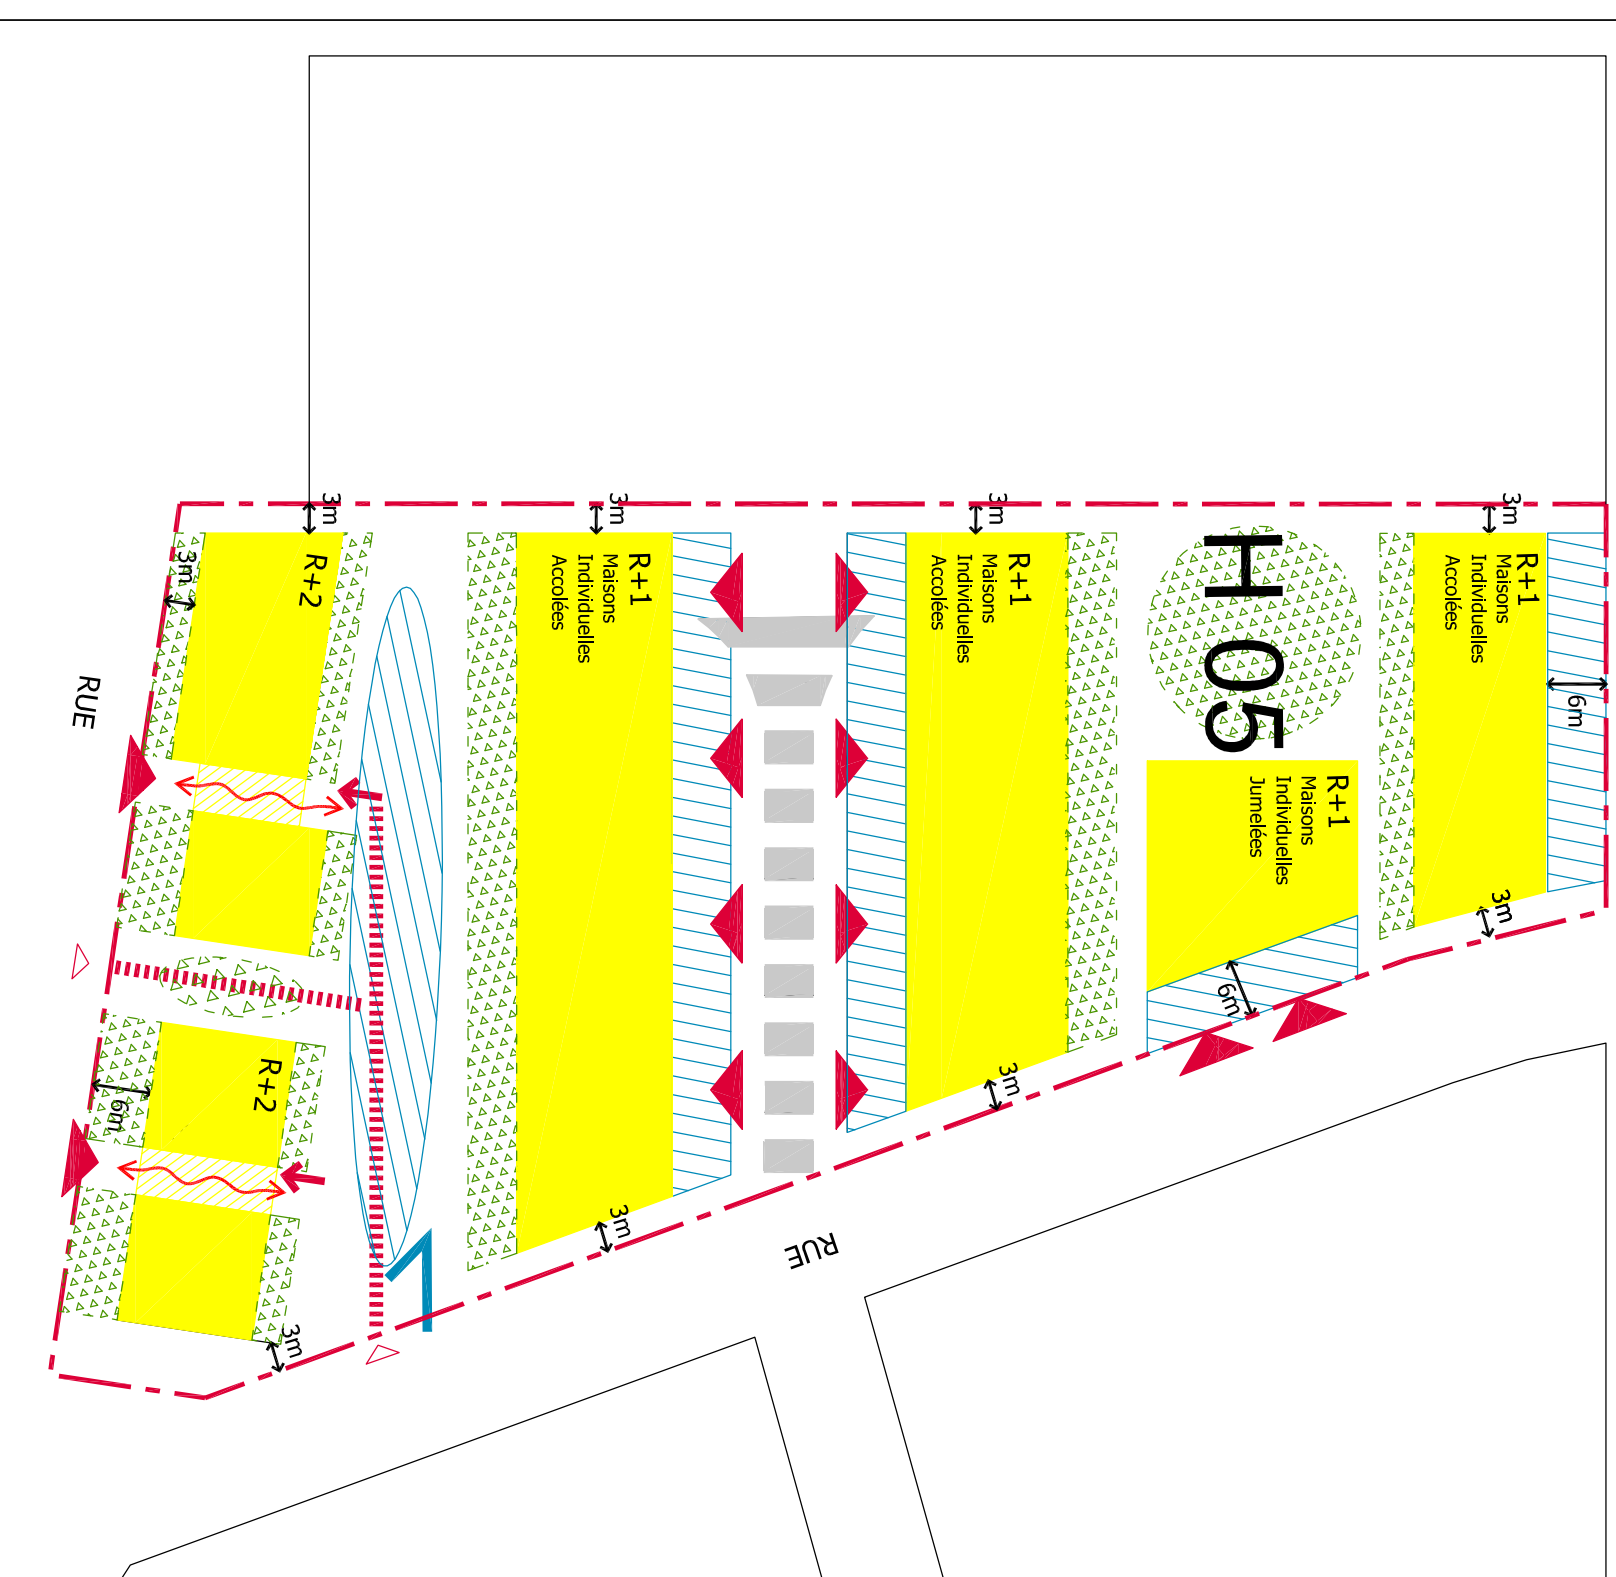 3m
3m
3m
3m
3m
R+2
R+1
Maisons
Individuelles
Accolées
R+1
Maisons
Individuelles
Accolées
H 05
R+1
Maisons
Individuelles
Accolées
6m
RUE
R+1
Maisons
Individuelles
Jumelées
3m
6m
R+2
6m
3m
3m
RUE
3m